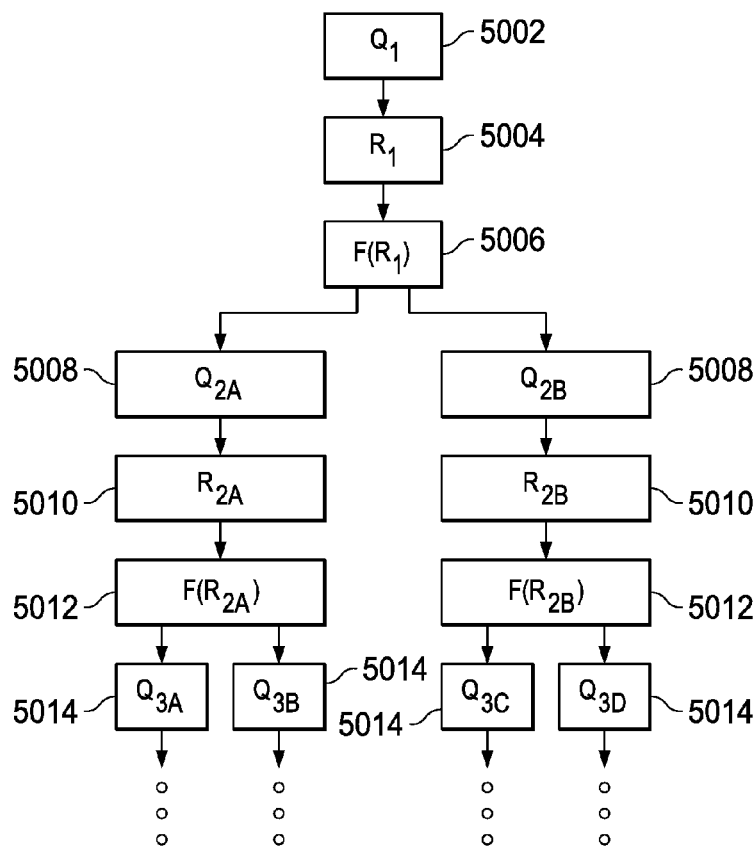 Q1 5002
R1 5004
F(R1) 5006
5008 Q2A Q2B 5008
5010 R2A R2B 5010
5012 F(R2A) F(R2B) 5012
5014 Q3A Q3B 5014 5014 Q3C Q3D 5014